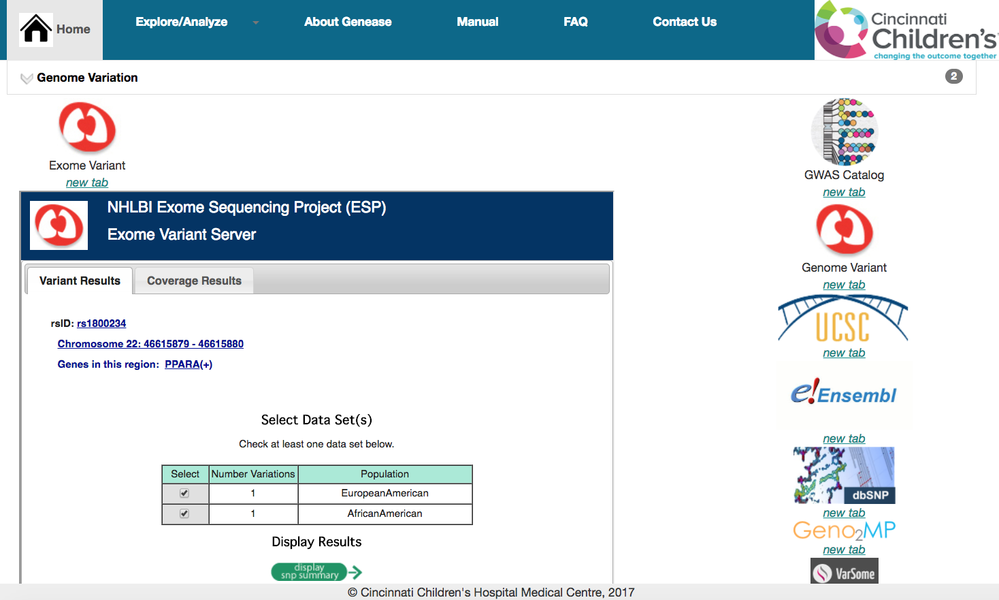 Home
Explore/Analyze
About Genease
Manual
FAQ
Contact Us
Cincinnati
Children's
changing the outcome together
Genome Variation
2
Exome Variant
new tab
NHLBI Exome Sequencing Project (ESP)
Exome Variant Server
Variant Results
Coverage Results
rsID: rs1800234
Chromosome 22: 46615879 - 46615880
Genes in this region: PPARA(+)
Select Data Set(s)
Check at least one data set below.
Select Number Variations Population
1 EuropeanAmerican
1 AfricanAmerican
Display Results
display
snp summary
GWAS Catalog
new tab
Genome Variant
new tab
UCSC
new tab
e!Ensembl
new tab
dbSNP
new tab
Geno2MP
new tab
VarSome
© Cincinnati Children's Hospital Medical Centre, 2017